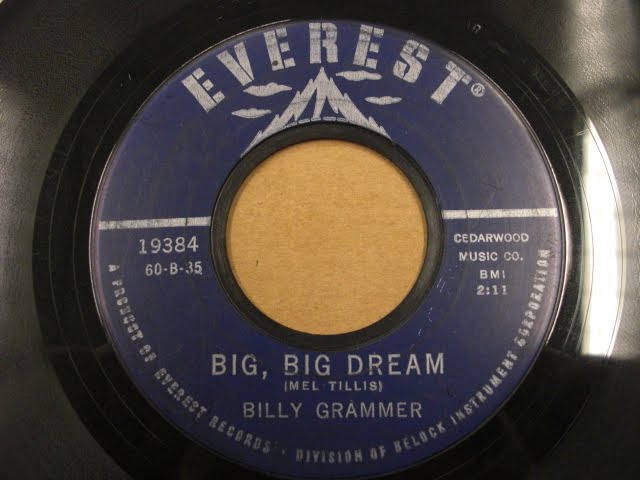 EVEREST®
19384
60-B-35
CEDARWOOD
MUSIC CO.
BMI
2:11
BIG, BIG DREAM
(MEL TILLIS)
BILLY GRAMMER
A PRODUCT OF EVEREST RECORDS · DIVISION OF BELOCK INSTRUMENT CORPORATION